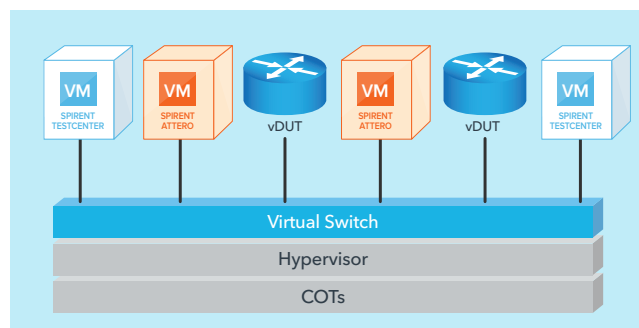 VM
SPIRENT
TESTCENTER
VM
SPIRENT
ATTERO
vDUT
VM
SPIRENT
ATTERO
vDUT
VM
SPIRENT
TESTCENTER
Virtual Switch
Hypervisor
COTs